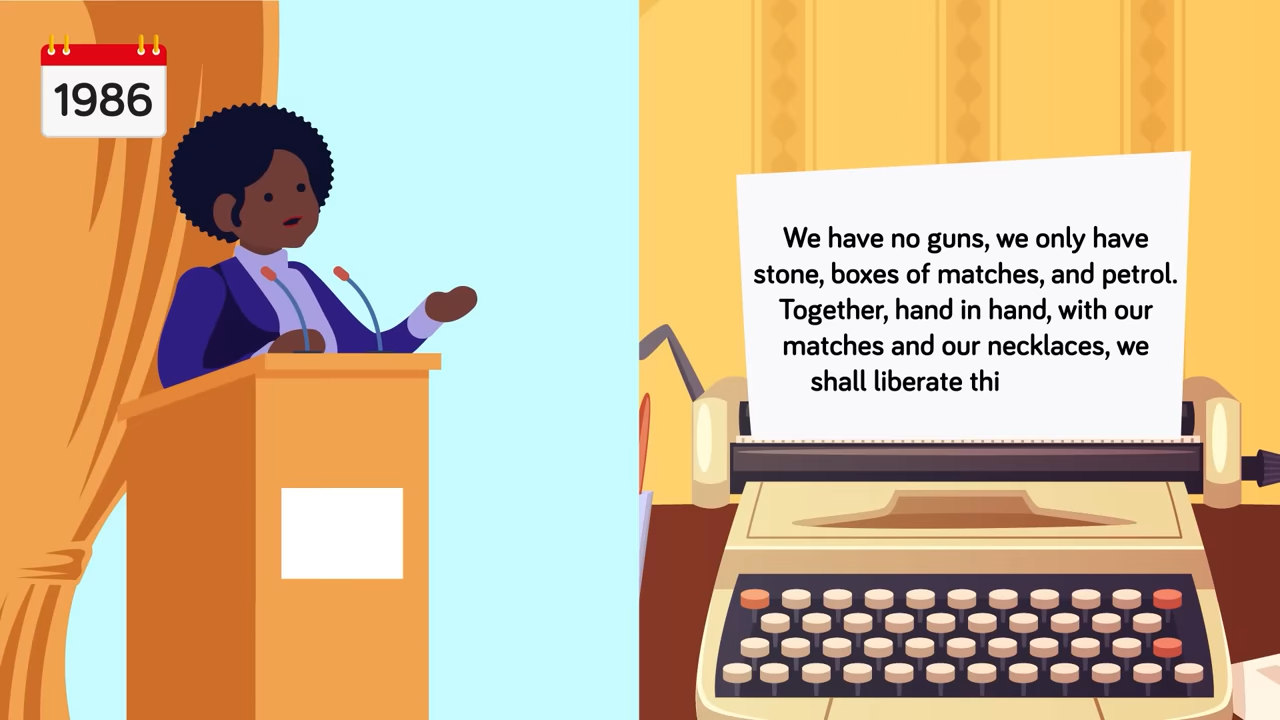 1986
We have no guns, we only have
stone, boxes of matches, and petrol.
Together, hand in hand, with our
matches and our necklaces, we
shall liberate thi